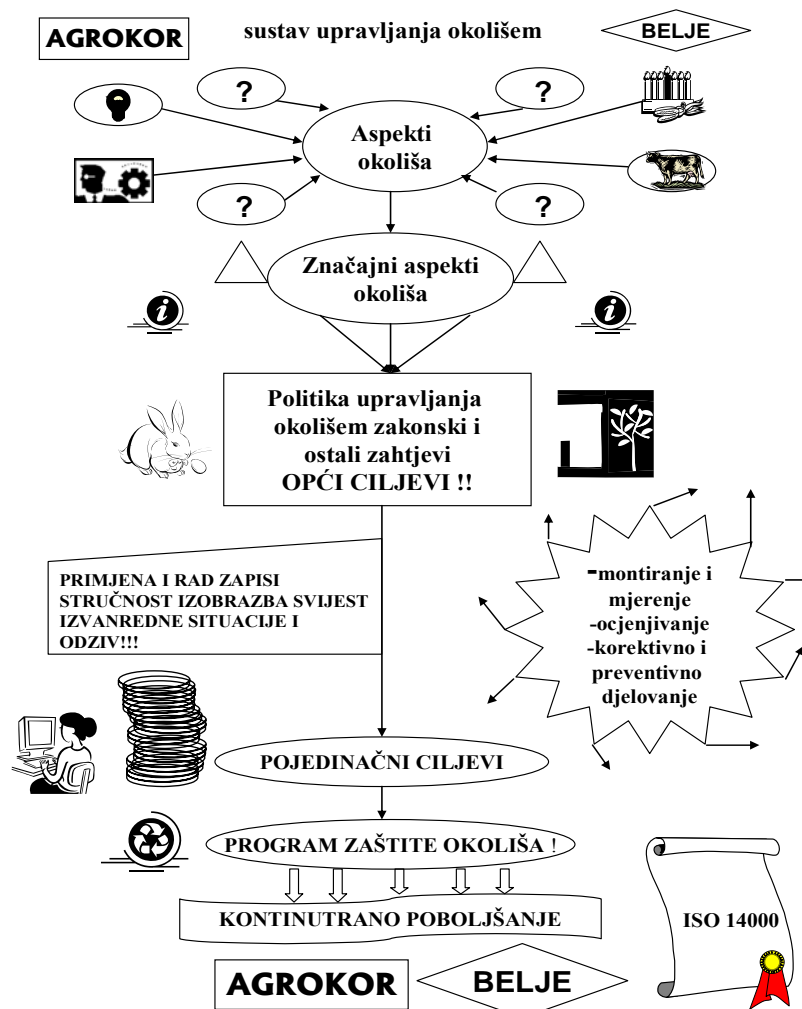 AGROKOR
sustav upravljanja okolišem
BELJE
?
?
Aspekti
okoliša
?
?
Značajni aspekti
okoliša
i
i
Politika upravljanja
okolišem zakonski i
ostali zahtjevi
OPĆI CILJEVI !!
PRIMJENA I RAD ZAPISI
STRUČNOST IZOBRAZBA SVIJEST
IZVANREDNE SITUACIJE I
ODZIV!!!
-montiranje i
mjerenje
-ocjenjivanje
-korektivno i
preventivno
djelovanje
POJEDINAČNI CILJEVI
PROGRAM ZAŠTITE OKOLIŠA !
KONTINUTRANO POBOLJŠANJE
ISO 14000
AGROKOR
BELJE